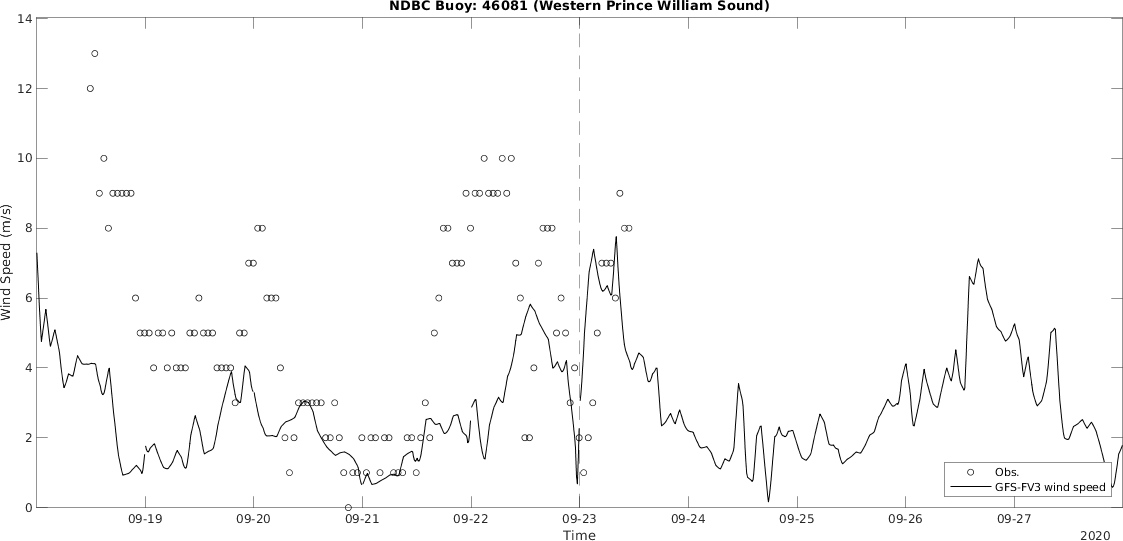 NDBC Buoy: 46081 (Western Prince William Sound)
14
12
10
8
6
4
2
0
Wind Speed (m/s)
09-19 09-20 09-21 09-22 09-23 09-24 09-25 09-26 09-27
Time
2020
Obs.
GFS-FV3 wind speed